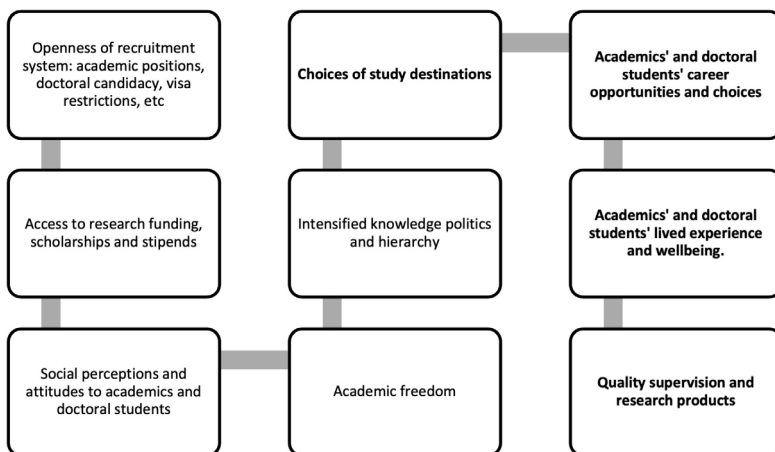 Openness of recruitment
system: academic positions,
doctoral candidacy, visa
restrictions, etc
Access to research funding,
scholarships and stipends
Social perceptions and
attitudes to academics and
doctoral students
Academic freedom
Intensified knowledge politics
and hierarchy
Choices of study destinations
Academics' and doctoral
students' career
opportunities and choices
Academics' and doctoral
students' lived experience
and wellbeing.
Quality supervision and
research products